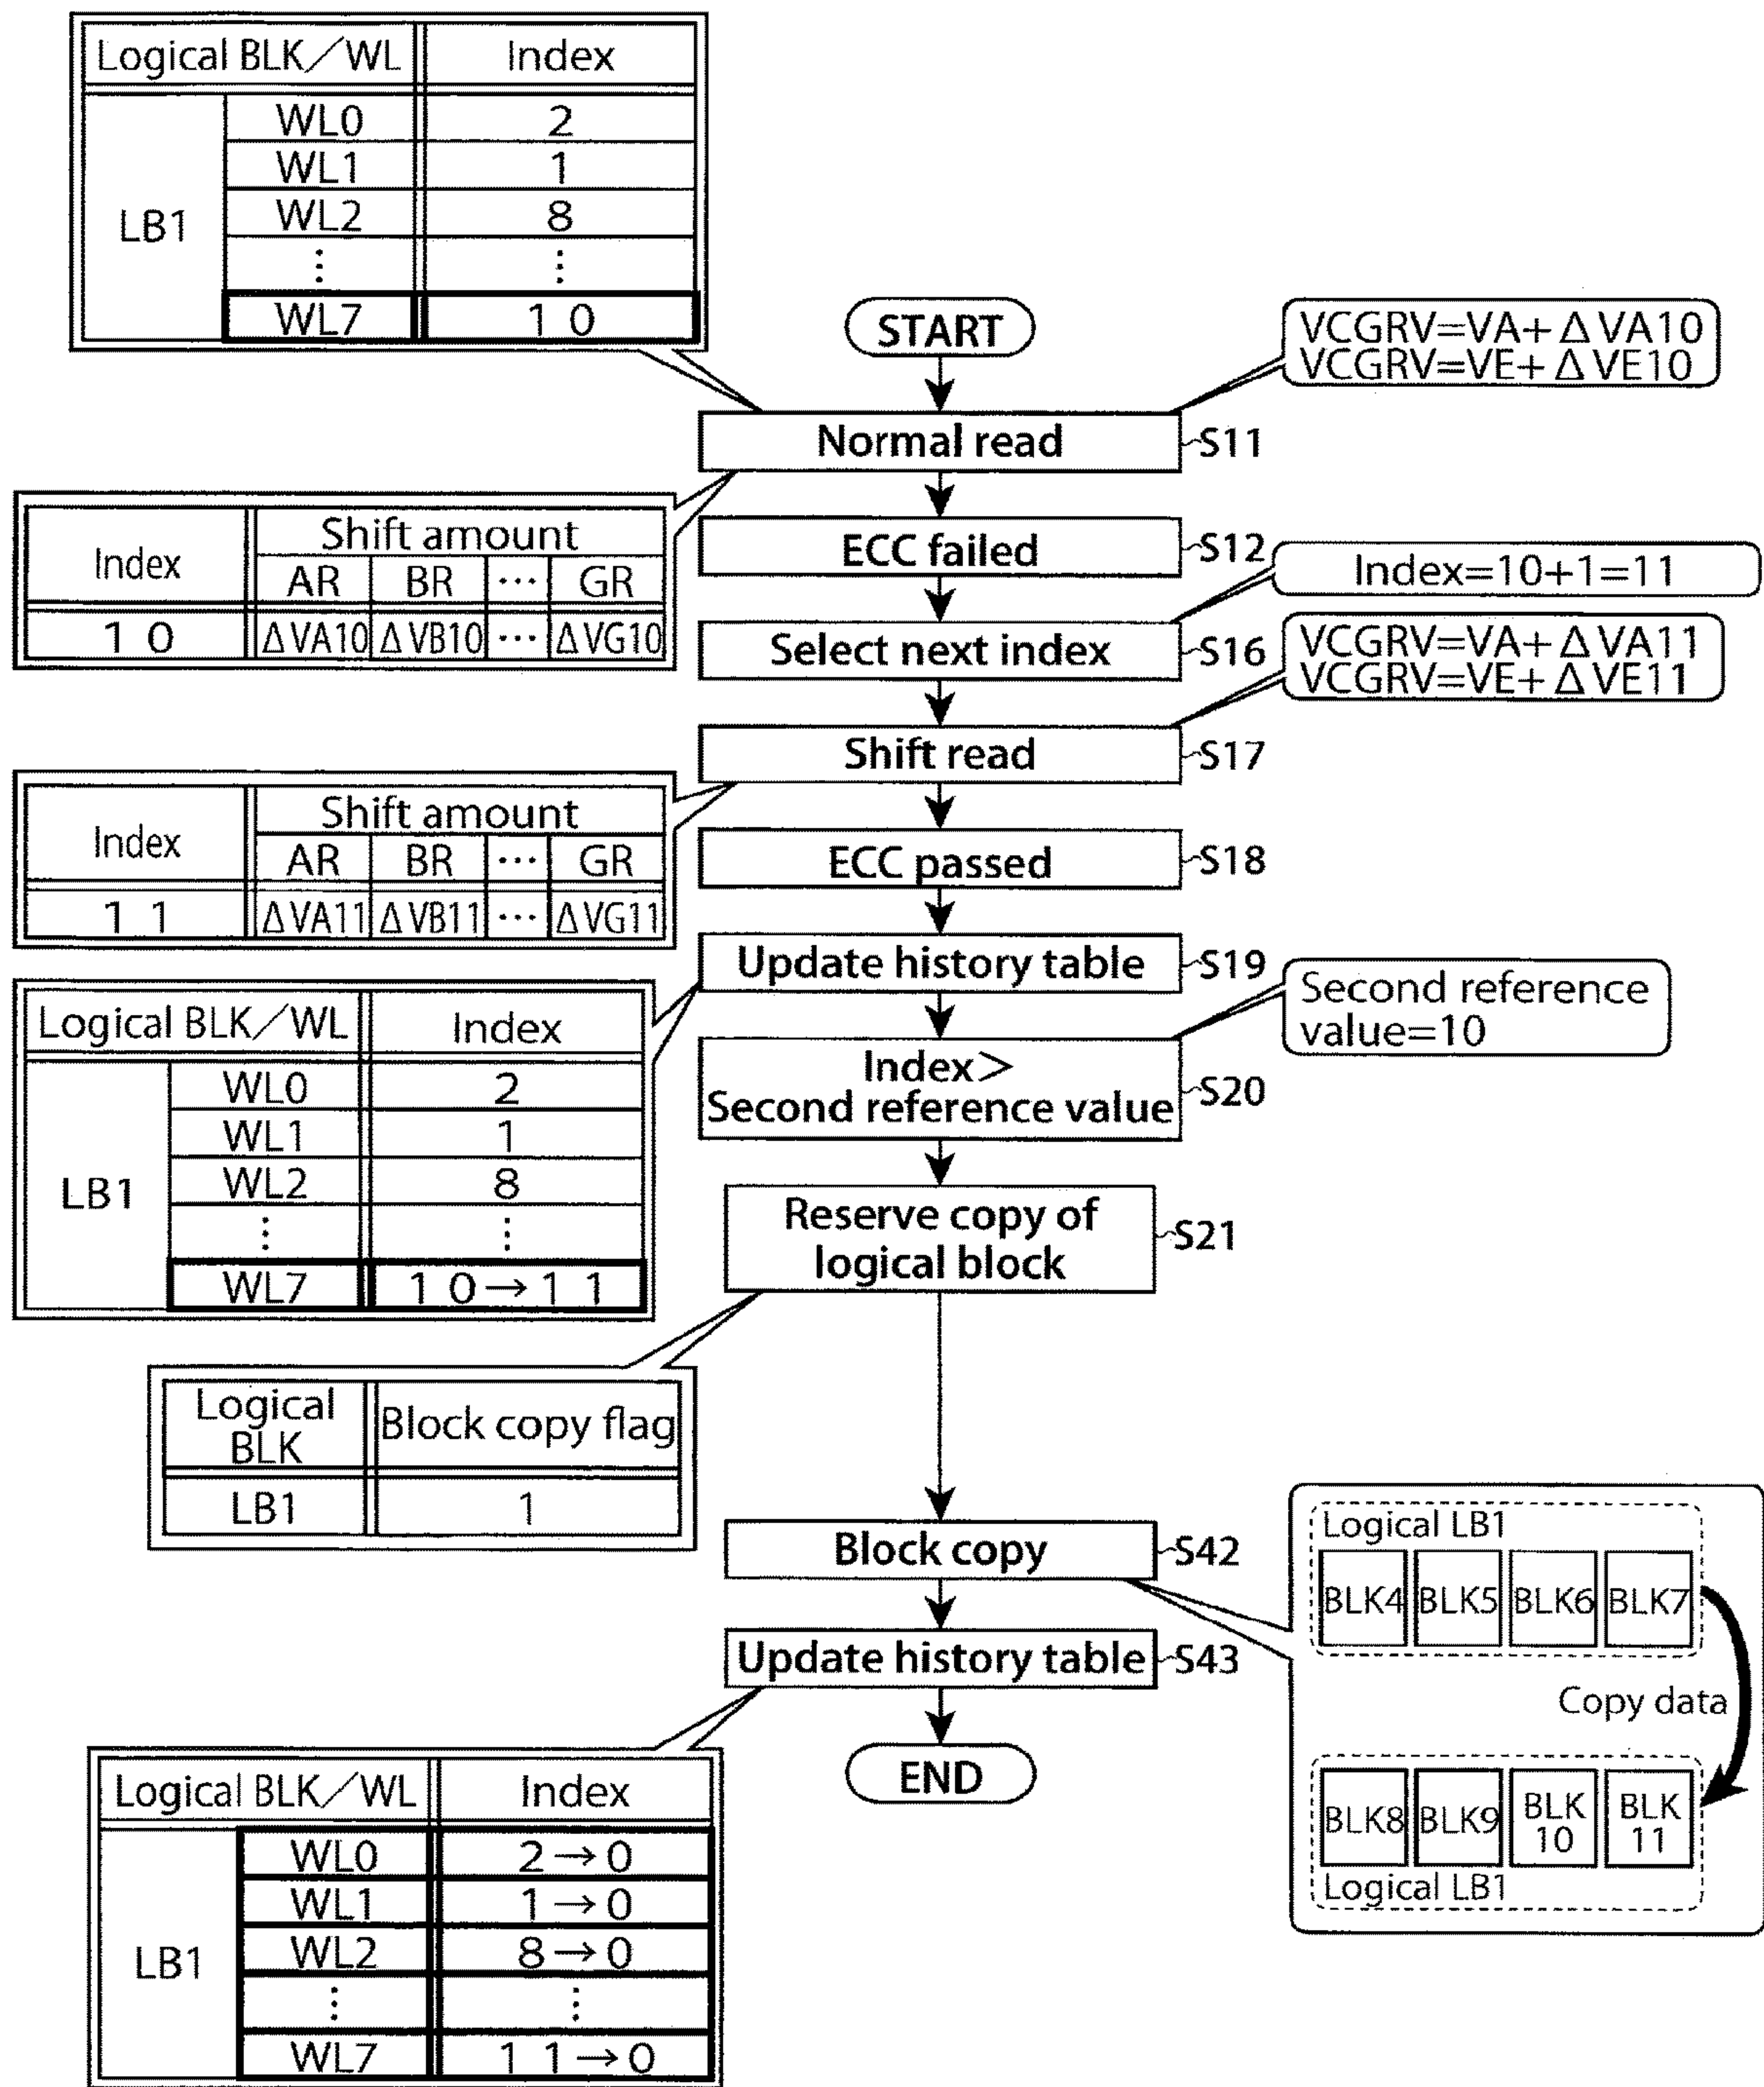 Logical BLK／WL Index
LB1
WL0 2
WL1 1
WL2 8
⋮ ⋮
WL7 1 0
START
VCGRV=VA+ΔVA10
VCGRV=VE+ΔVE10
Normal read S11
Index Shift amount
AR BR ⋯ GR
1 0 ΔVA10 ΔVB10 ⋯ ΔVG10
ECC failed S12
Index=10+1=11
Select next index S16
VCGRV=VA+ΔVA11
VCGRV=VE+ΔVE11
Shift read S17
Index Shift amount
AR BR ⋯ GR
1 1 ΔVA11 ΔVB11 ⋯ ΔVG11
ECC passed S18
Update history table S19
Logical BLK／WL Index
LB1
WL0 2
WL1 1
WL2 8
⋮ ⋮
WL7 1 0→1 1
Second reference
value=10
Index＞
Second reference value S20
Reserve copy of
logical block S21
Logical
BLK
Block copy flag
LB1 1
Block copy S42
Logical LB1
BLK4 BLK5 BLK6 BLK7
Copy data
BLK8 BLK9 BLK
10 BLK
11
Logical LB1
Update history table S43
Logical BLK／WL Index
LB1
WL0 2→0
WL1 1→0
WL2 8→0
⋮ ⋮
WL7 1 1→0
END